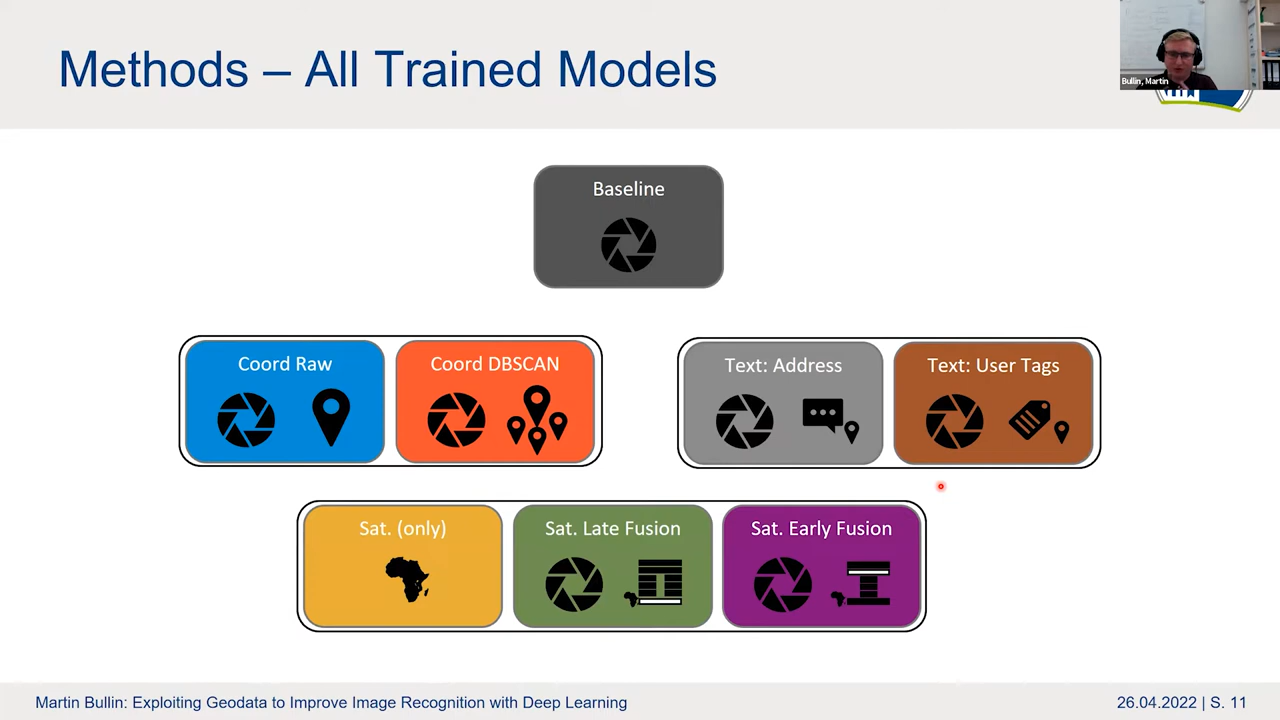 Methods – All Trained Models
Bullin, Martin
Baseline
Coord Raw
Coord DBSCAN
Text: Address
Text: User Tags
Sat. (only)
Sat. Late Fusion
Sat. Early Fusion
Martin Bullin: Exploiting Geodata to Improve Image Recognition with Deep Learning
26.04.2022 | S. 11